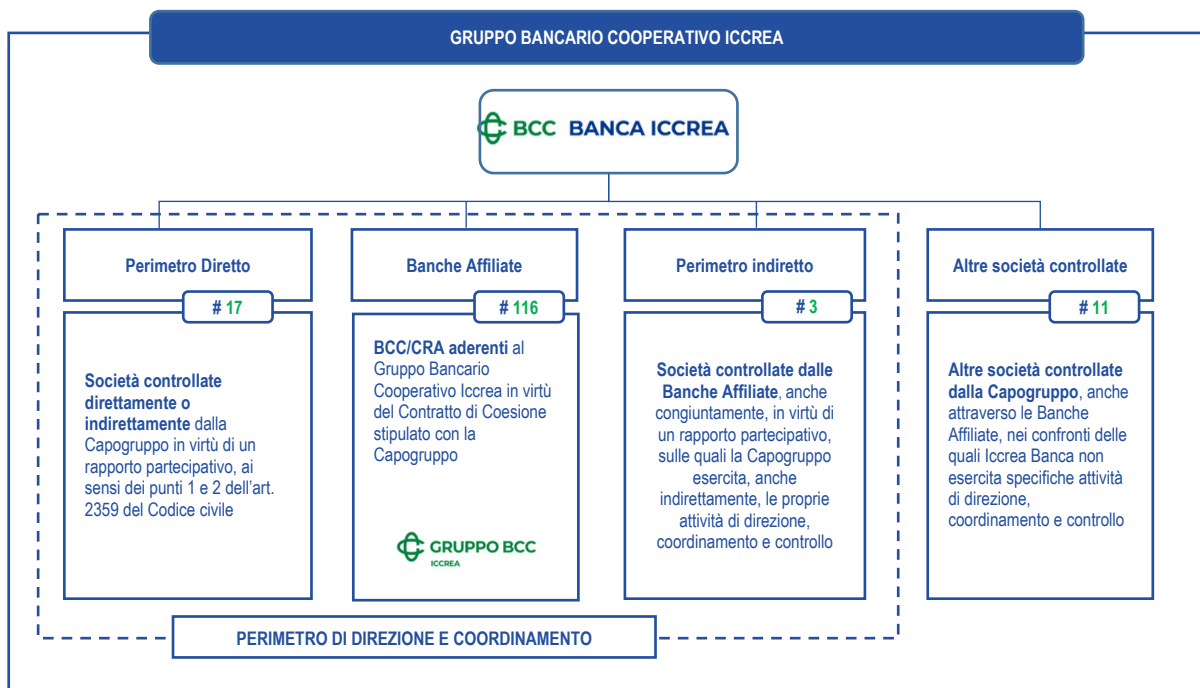 GRUPPO BANCARIO COOPERATIVO ICCREA
BCC BANCA ICCREA
Perimetro Diretto
# 17
Società controllate
direttamente o
indirettamente dalla
Capogruppo in virtù di un
rapporto partecipativo, ai
sensi dei punti 1 e 2 dell'art.
2359 del Codice civile
Banche Affiliate
# 116
BCC/CRA aderenti al
Gruppo Bancario
Cooperativo Iccrea in virtù
del Contratto di Coesione
stipulato con la
Capogruppo
GRUPPO BCC
ICCREA
Perimetro indiretto
# 3
Società controllate dalle
Banche Affiliate, anche
congiuntamente, in virtù di
un rapporto partecipativo,
sulle quali la Capogruppo
esercita, anche
indirettamente, le proprie
attività di direzione,
coordinamento e controllo
Altre società controllate
# 11
Altre società controllate
dalla Capogruppo, anche
attraverso le Banche
Affiliate, nei confronti delle
quali Iccrea Banca non
esercita specifiche attività
di direzione,
coordinamento e controllo
PERIMETRO DI DIREZIONE E COORDINAMENTO